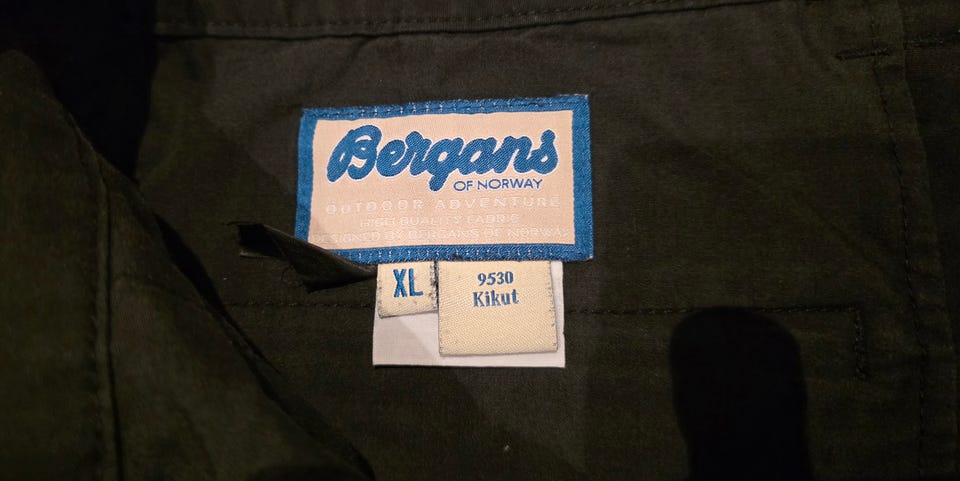 Bergans
OF NORWAY
OUTDOOR ADVENTURE
HIGH QUALITY FABRIC
DESIGNED BY BERGANS OF NORWAY
XL
9530
Kikut